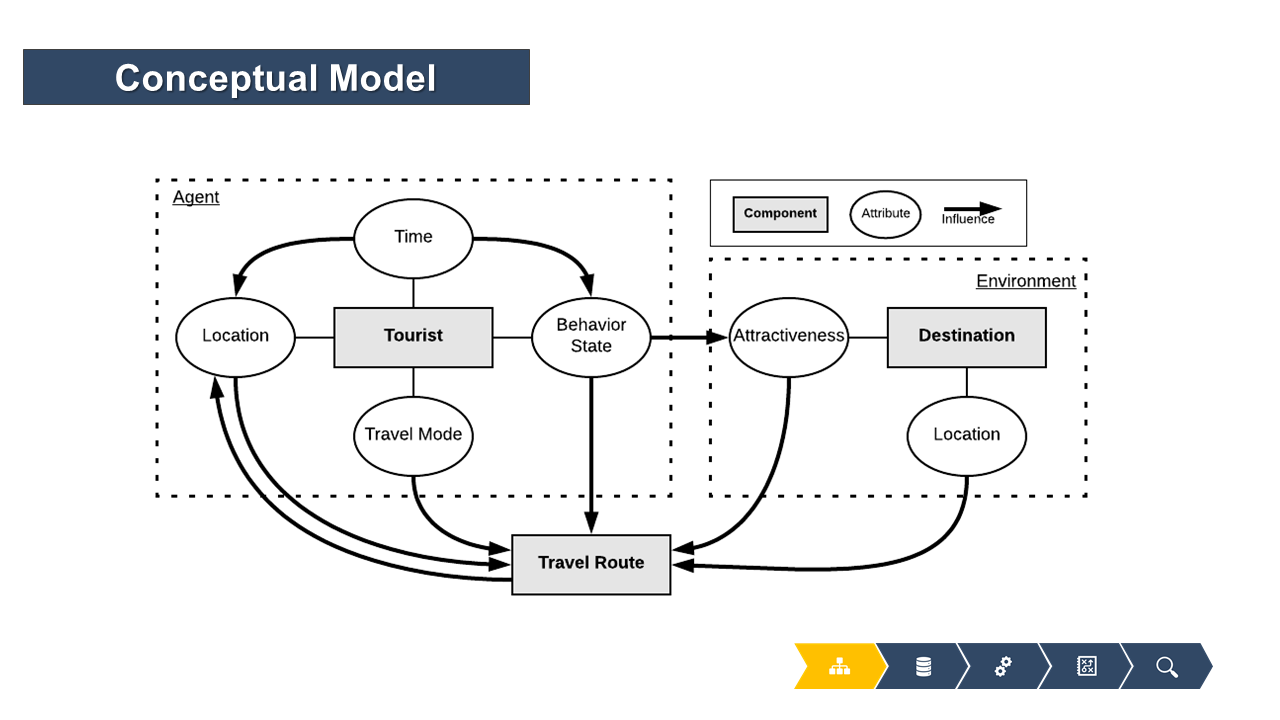 Conceptual Model
Agent
Time
Location
Tourist
Behavior
State
Travel Mode
Component
Attribute
Influence
Environment
Attractiveness
Destination
Location
Travel Route